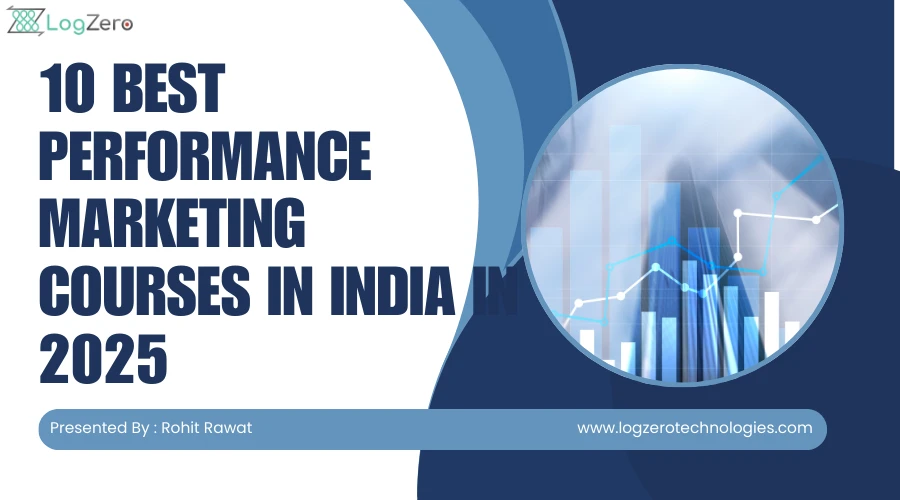 LogZero
10 BEST
PERFORMANCE
MARKETING
COURSES IN INDIA IN
2025
Presented By : Rohit Rawat
www.logzerotechnologies.com